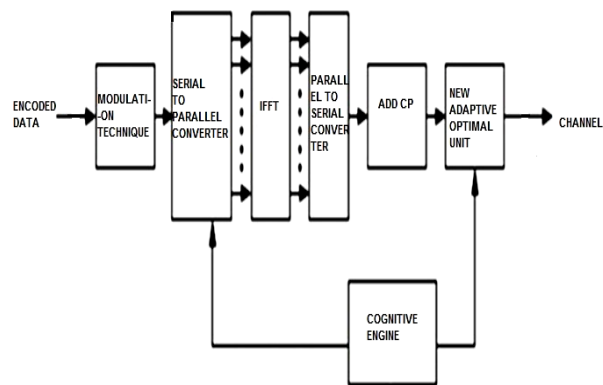 ENCODED
DATA
MODULATI-
-ON
TECHNIQUE
SERIAL
TO
PARALLEL
CONVERTER
IFFT
PARALL
EL TO
SERIAL
CONVER
TER
ADD CP
NEW
ADAPTIVE
OPTIMAL
UNIT
CHANNEL
COGNITIVE
ENGINE